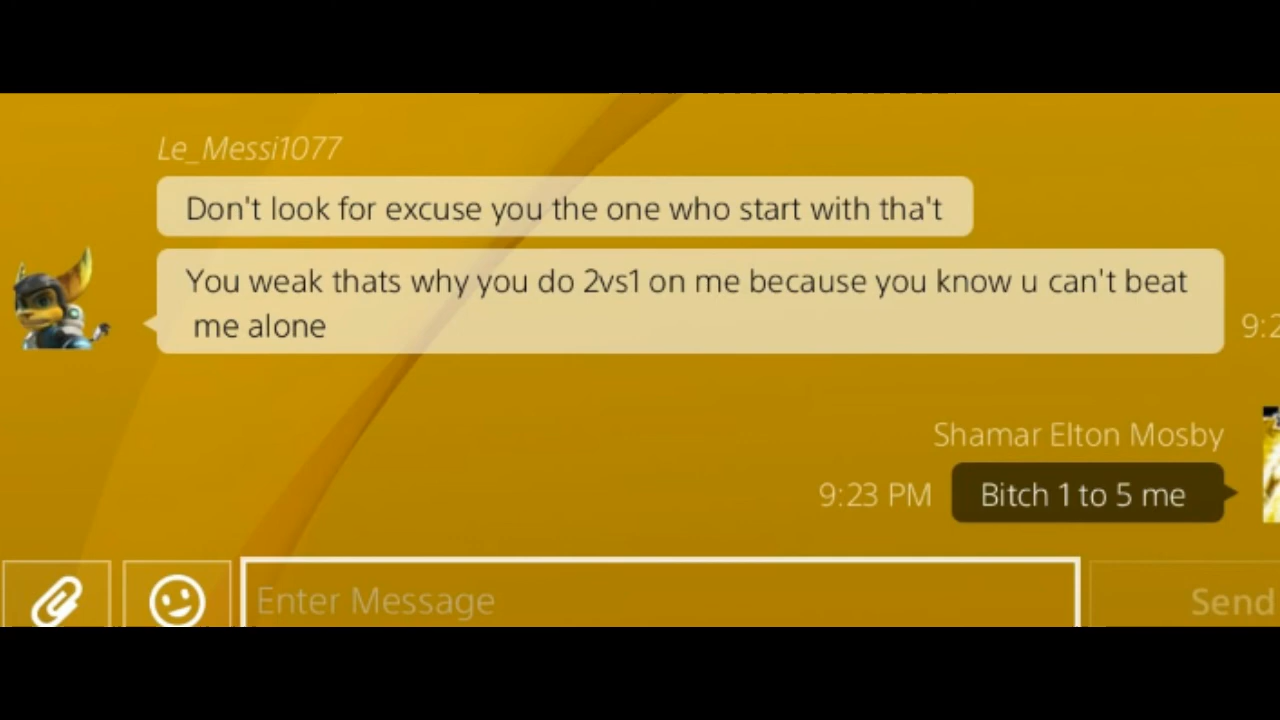 Le_Messi1077
Don't look for excuse you the one who start with tha't
You weak thats why you do 2vs1 on me because you know u can't beat
me alone
9:2
Shamar Elton Mosby
9:23 PM Bitch 1 to 5 me
Enter Message
Send